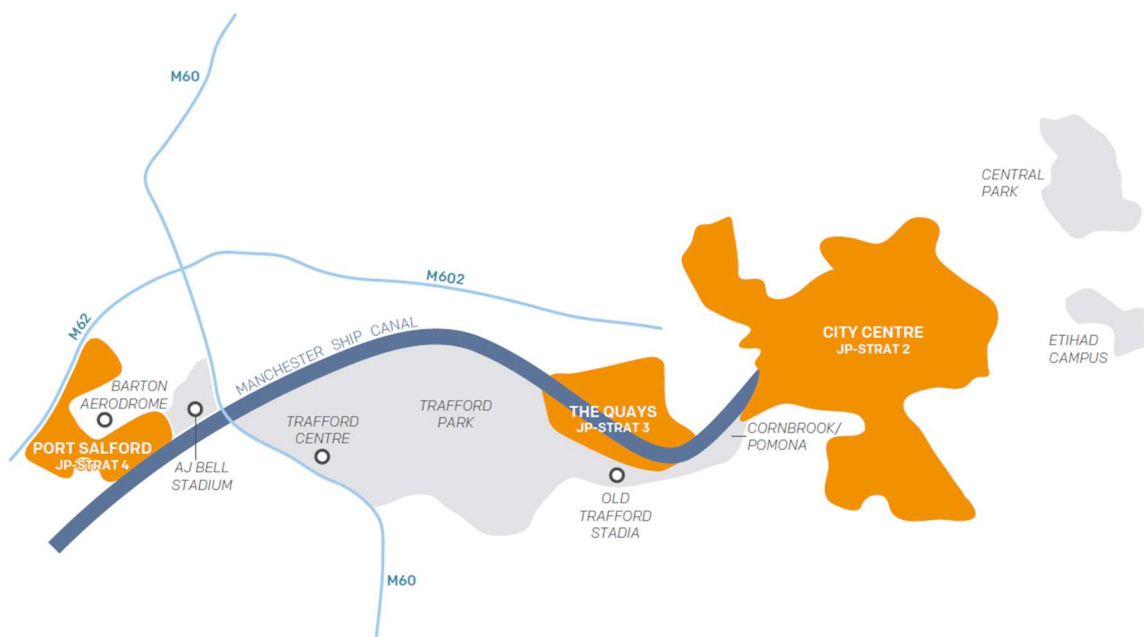 M60
CENTRAL
PARK
M602
M62
MANCHESTER SHIP CANAL
CITY CENTRE
JP-STRAT 2
ETIHAD
CAMPUS
BARTON
AERODROME
TRAFFORD
PARK
THE QUAYS
JP-STRAT 3
TRAFFORD
CENTRE
CORNBROOK/
POMONA
PORT SALFORD
JP-STRAT 4
AJ BELL
STADIUM
OLD
TRAFFORD
STADIA
M60